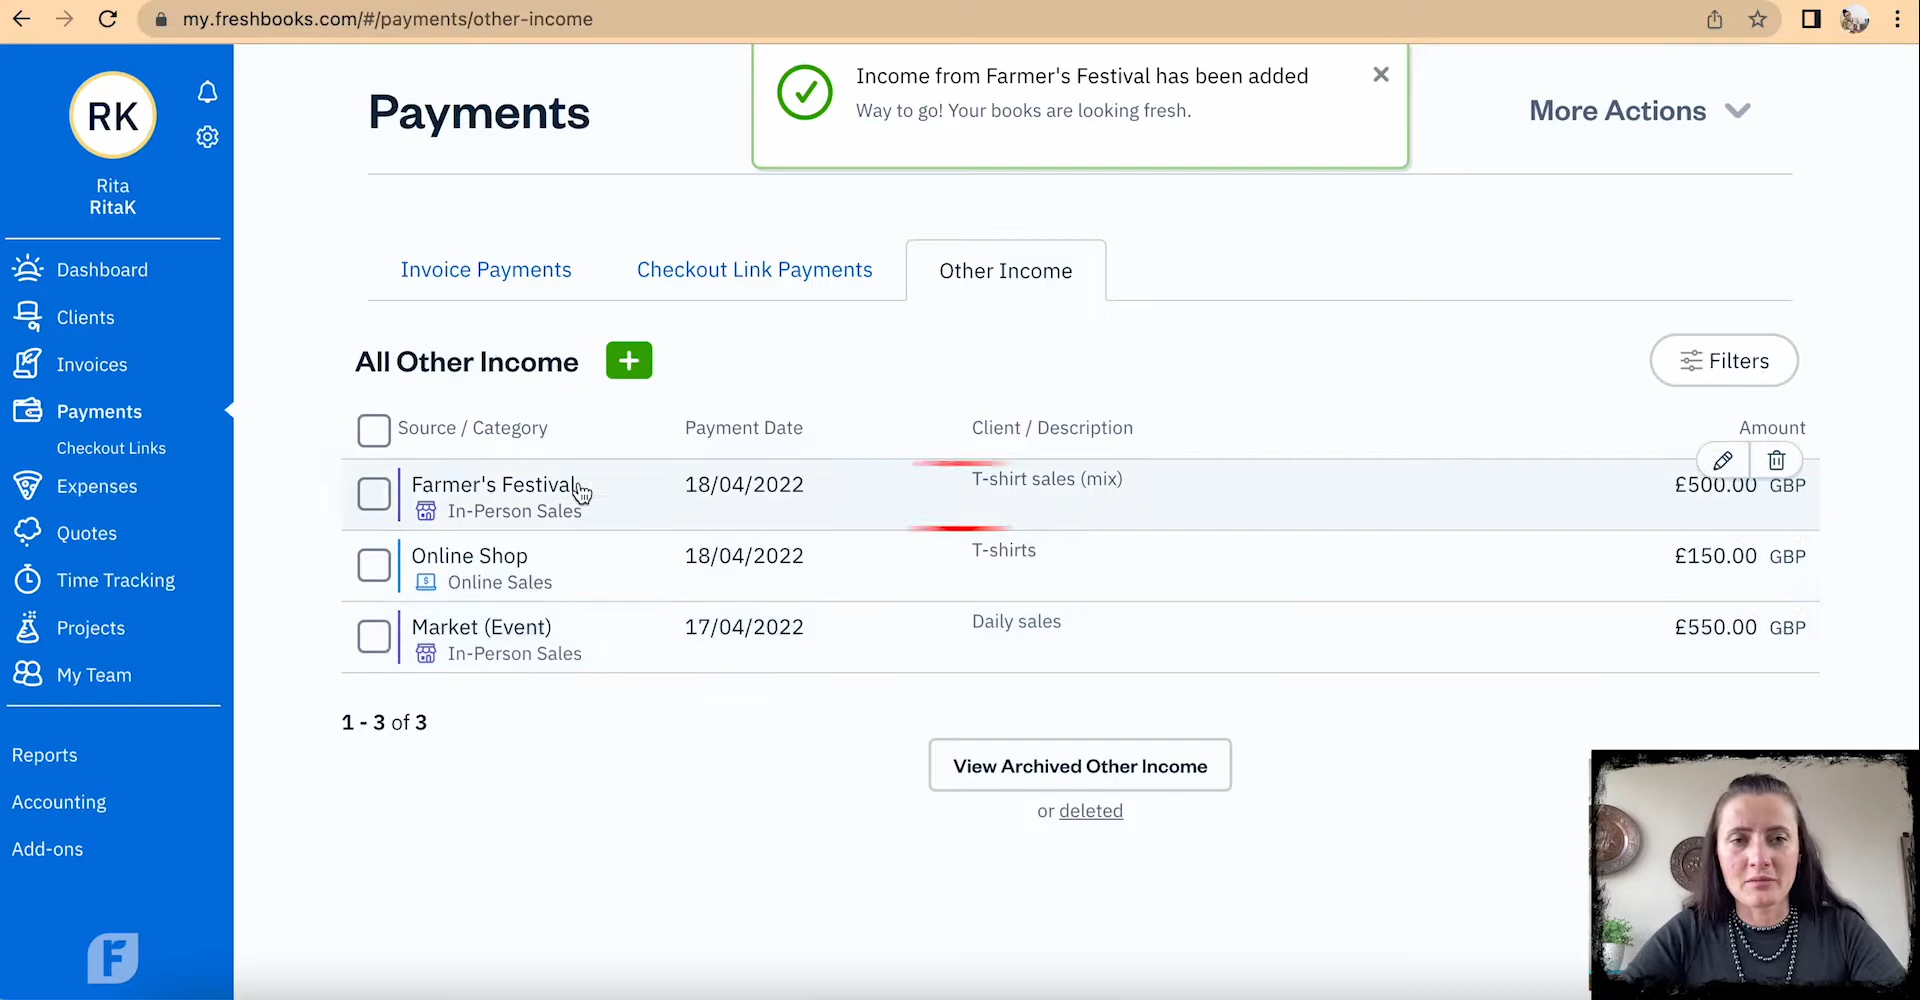 my.freshbooks.com/#/payments/other-income
RK
Rita
RitaK
Dashboard
Clients
Invoices
Payments
Checkout Links
Expenses
Quotes
Time Tracking
Projects
My Team
Reports
Accounting
Add-ons
F
Payments
Income from Farmer's Festival has been added
Way to go! Your books are looking fresh.
More Actions
Invoice Payments
Checkout Link Payments
Other Income
All Other Income +
Filters
Source / Category Payment Date Client / Description Amount
Farmer's Festival 18/04/2022 T-shirt sales (mix) £500.00 GBP
In-Person Sales
Online Shop 18/04/2022 T-shirts £150.00 GBP
Online Sales
Market (Event) 17/04/2022 Daily sales £550.00 GBP
In-Person Sales
1 - 3 of 3
View Archived Other Income
or deleted